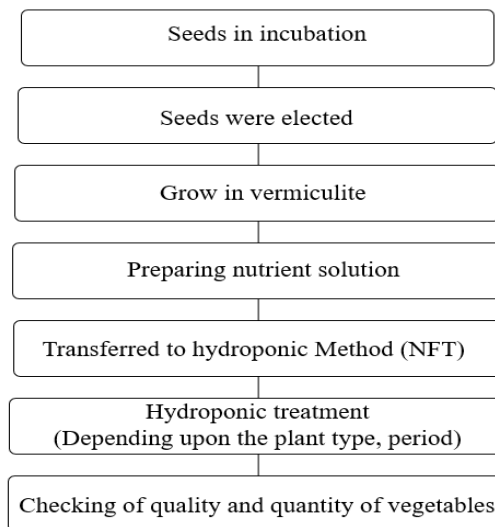 Seeds in incubation
Seeds were elected
Grow in vermiculite
Preparing nutrient solution
Transferred to hydroponic Method (NFT)
Hydroponic treatment
(Depending upon the plant type, period)
Checking of quality and quantity of vegetables